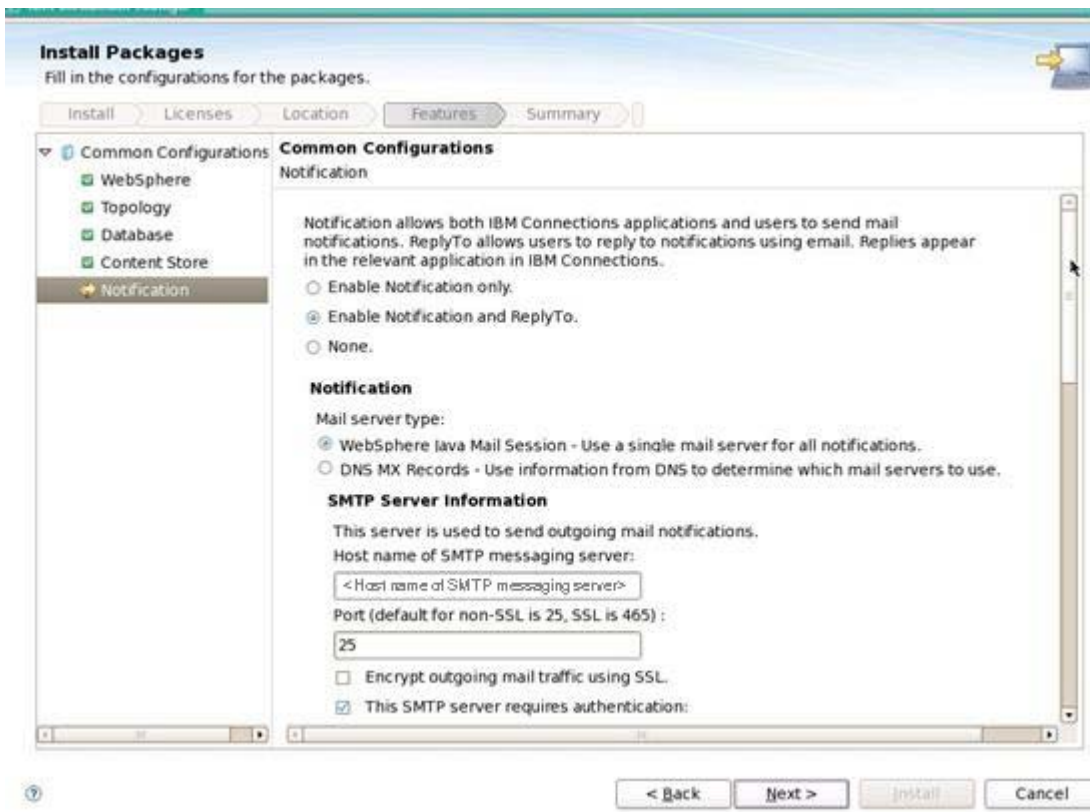 Install Packages
Fill in the configurations for the packages.
Install
Licenses
Location
Features
Summary
Common Configurations
WebSphere
Topology
Database
Content Store
Notification
Common Configurations
Notification
Notification allows both IBM Connections applications and users to send mail
notifications. ReplyTo allows users to reply to notifications using email. Replies appear
in the relevant application in IBM Connections.
Enable Notification only.
Enable Notification and ReplyTo.
None.
Notification
Mail server type:
WebSphere Java Mail Session - Use a single mail server for all notifications.
DNS MX Records - Use information from DNS to determine which mail servers to use.
SMTP Server Information
This server is used to send outgoing mail notifications.
Host name of SMTP messaging server:
<Host name of SMTP messaging server>
Port (default for non-SSL is 25, SSL is 465) :
25
Encrypt outgoing mail traffic using SSL.
This SMTP server requires authentication:
< Back
Next >
Install
Cancel